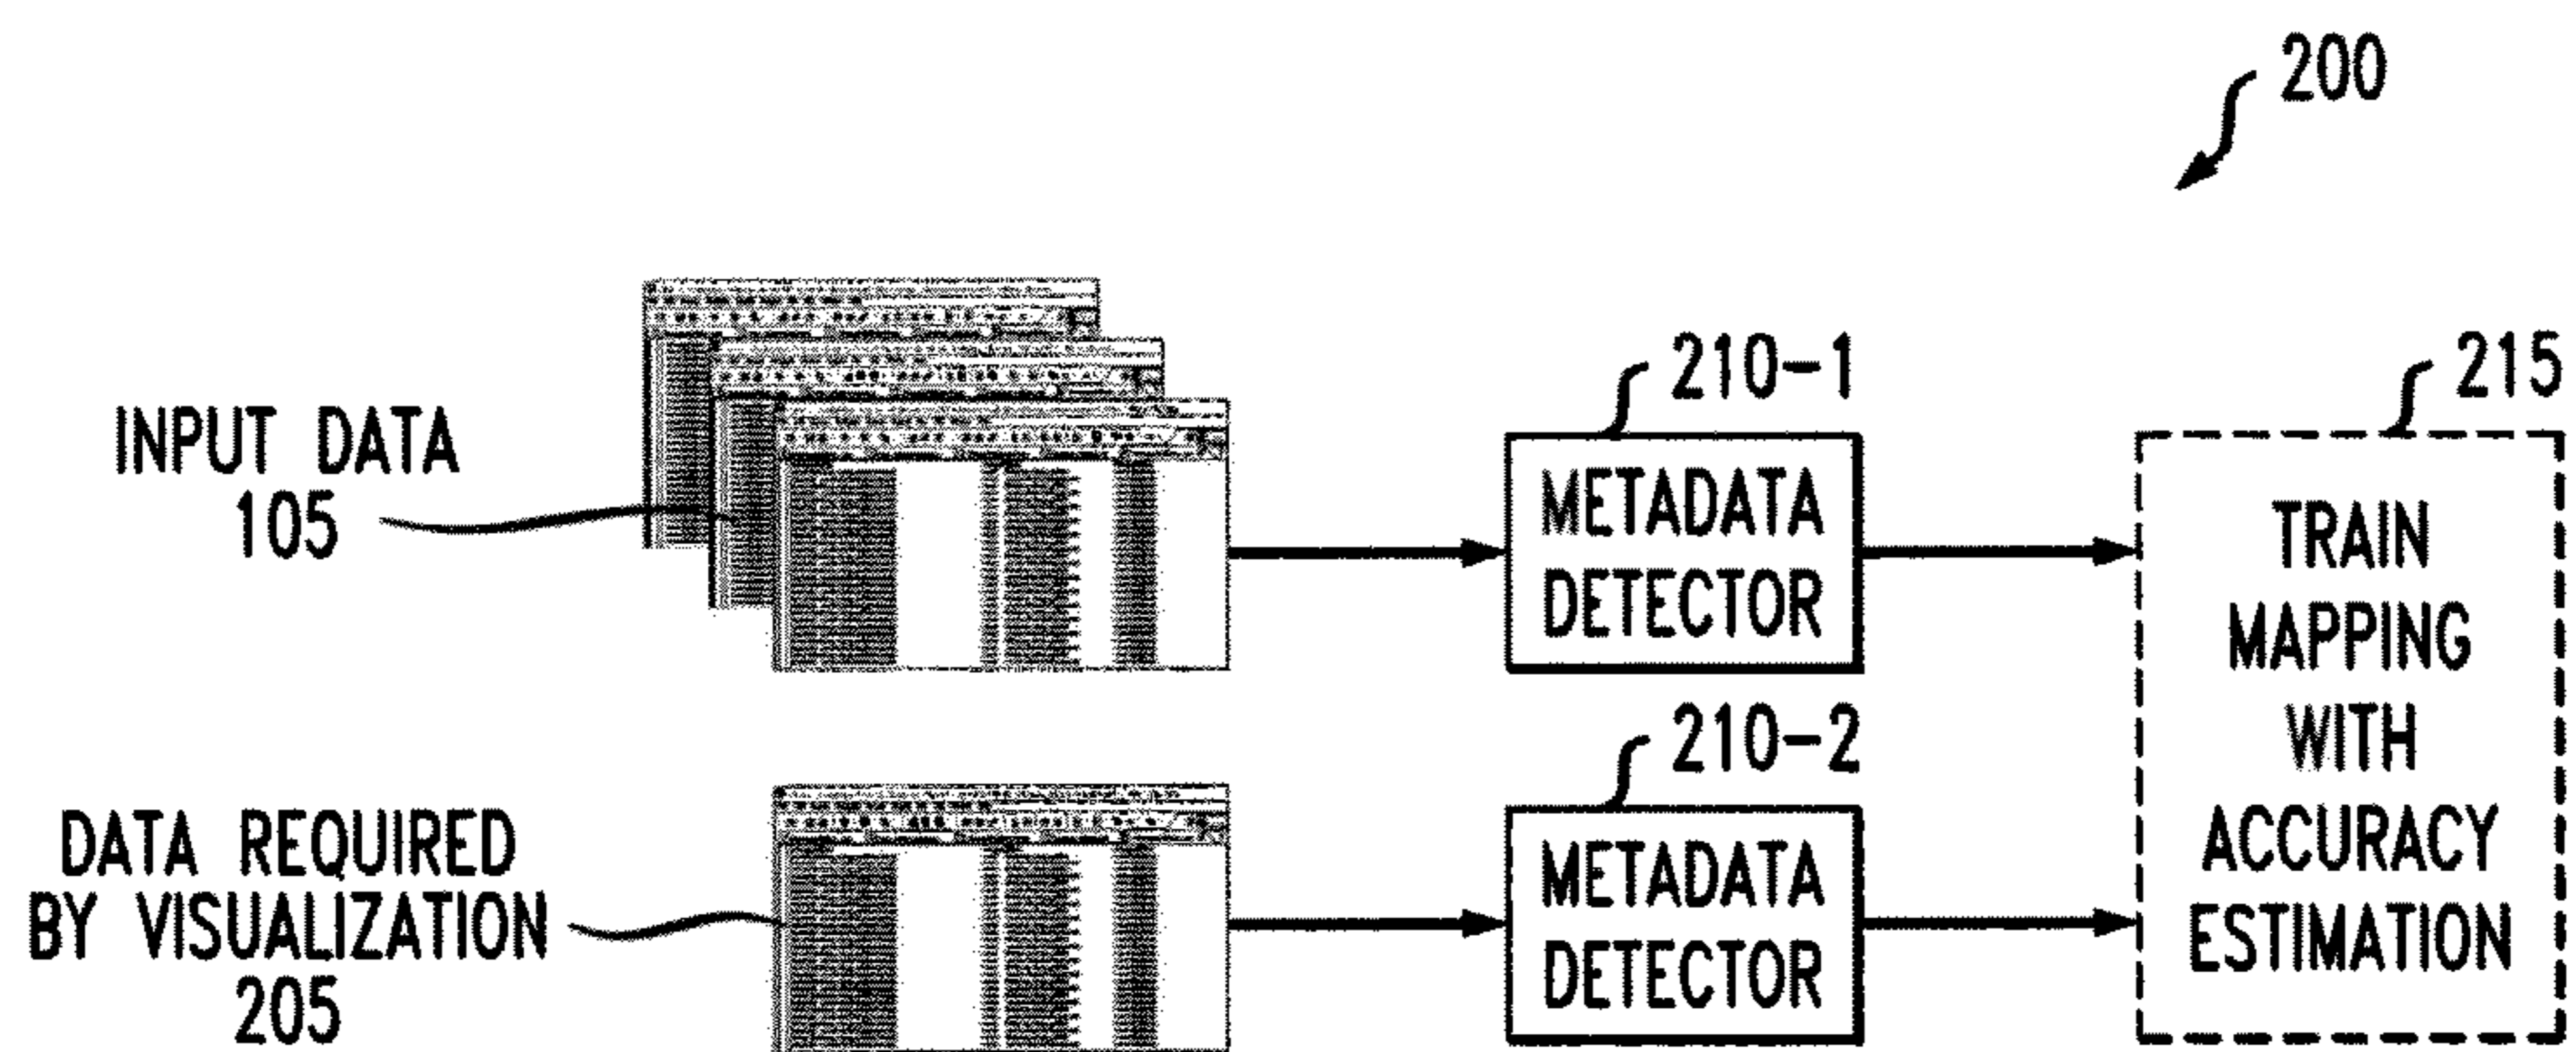 200
INPUT DATA
105
210-1
METADATA
DETECTOR
215
TRAIN
MAPPING
WITH
ACCURACY
ESTIMATION
DATA REQUIRED
BY VISUALIZATION
205
210-2
METADATA
DETECTOR